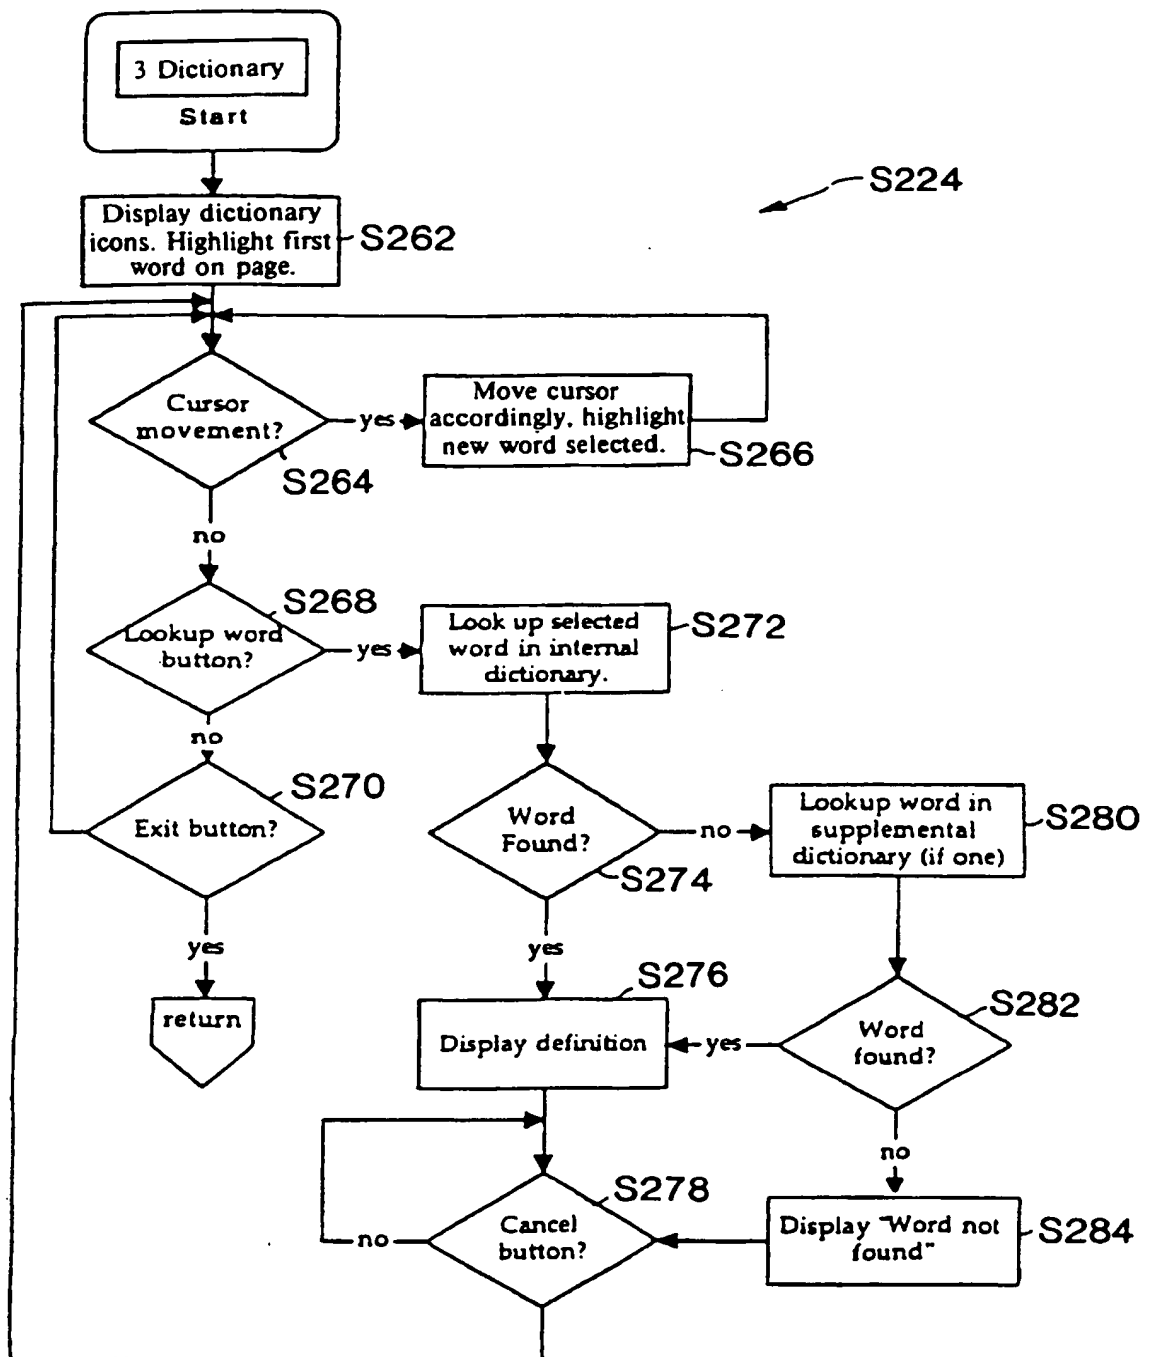 3 Dictionary
Start
S224
Display dictionary
icons. Highlight first
word on page.
S262
Cursor
movement?
S264
yes
Move cursor
accordingly, highlight
new word selected.
S266
no
Lookup word
button?
S268
yes
Look up selected
word in internal
dictionary.
S272
no
Exit button?
S270
Word
Found?
S274
no
Lookup word in
supplemental
dictionary (if one)
S280
yes
return
yes
Display definition
S276
yes
Word
found?
S282
no
Cancel
button?
S278
no
Display "Word not
found"
S284